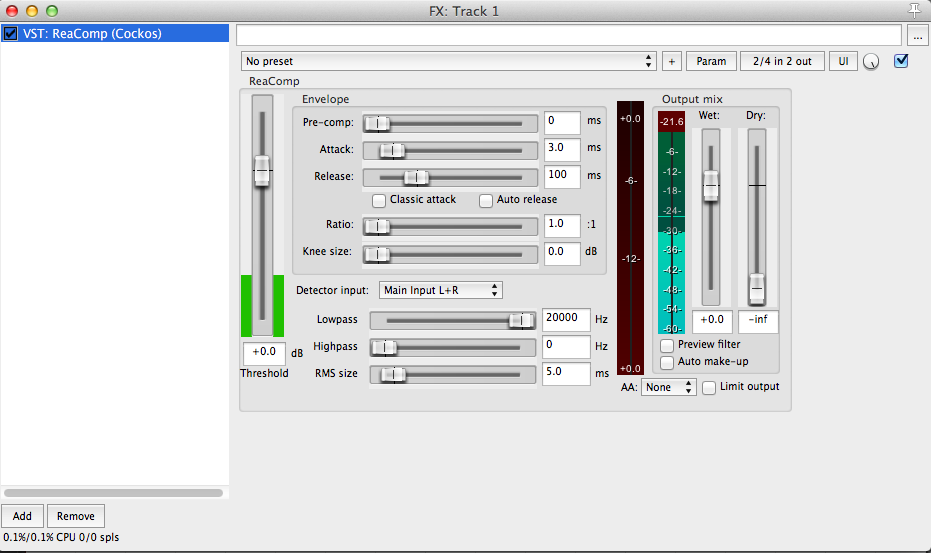 FX: Track 1
VST: ReaComp (Cockos)
...
No preset
+ Param 2/4 in 2 out UI
ReaComp
Envelope
Output mix
Pre-comp: 0 ms
Attack: 3.0 ms
Release: 100 ms
Classic attack Auto release
Ratio: 1.0 :1
Knee size: 0.0 dB
Detector input: Main Input L+R
Lowpass 20000 Hz
Highpass 0 Hz
RMS size 5.0 ms
+0.0 dB
Threshold
+0.0
-6-
-12-
+0.0
-21.6
-6-
-12-
-18-
-24-
-30-
-36-
-42-
-48-
-54-
-60-
Wet: Dry:
+0.0 -inf
Preview filter
Auto make-up
AA: None Limit output
Add Remove
0.1%/0.1% CPU 0/0 spls